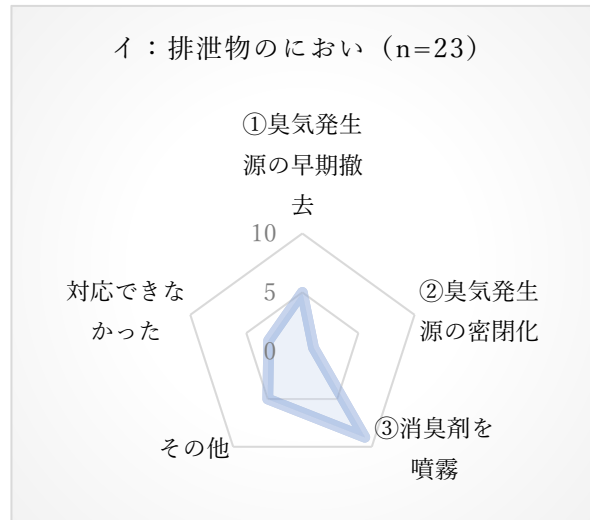 イ：排泄物のにおい（n=23）
①臭気発生
源の早期撤
去
10
5
0
②臭気発生
源の密閉化
③消臭剤を
噴霧
その他
対応できな
かった